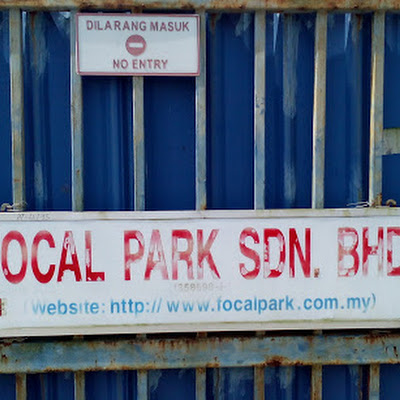 DILARANG MASUK
NO ENTRY
OCAL PARK SDN. BHD
(Website: http:// www.focalpark.com.my)